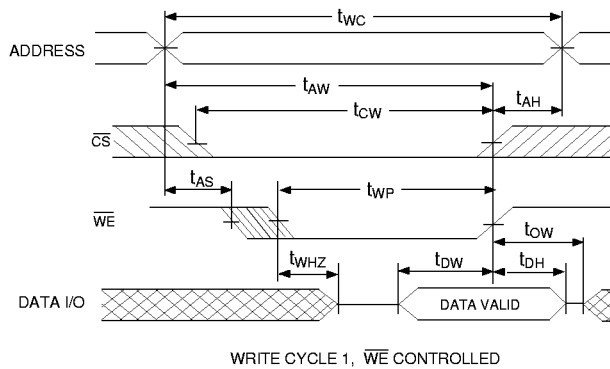 tWC
ADDRESS
tAW
tCW
tAH
CS
tAS
tWP
WE
tOW
tWHZ
tDW
tDH
DATA I/O
DATA VALID
WRITE CYCLE 1, WE CONTROLLED